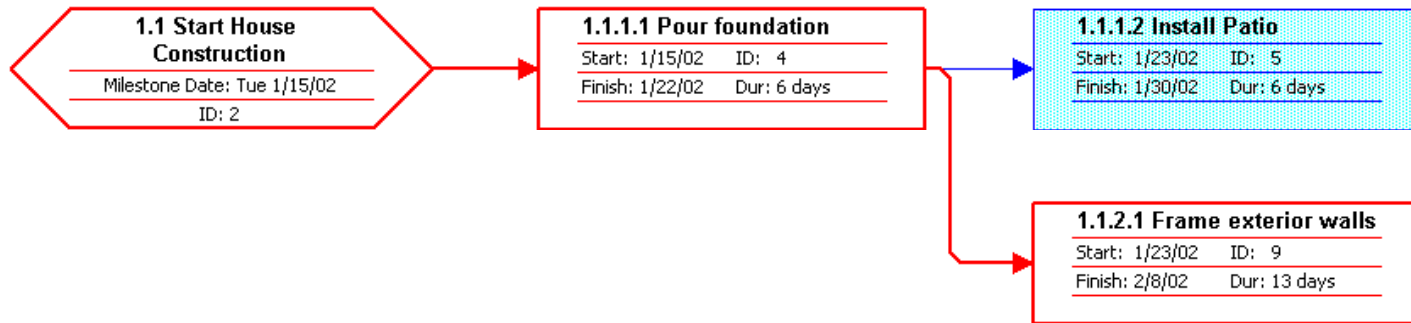 1.1 Start House
Construction
Milestone Date: Tue 1/15/02
ID: 2
1.1.1.1 Pour foundation
Start: 1/15/02 ID: 4
Finish: 1/22/02 Dur: 6 days
1.1.1.2 Install Patio
Start: 1/23/02 ID: 5
Finish: 1/30/02 Dur: 6 days
1.1.2.1 Frame exterior walls
Start: 1/23/02 ID: 9
Finish: 2/8/02 Dur: 13 days